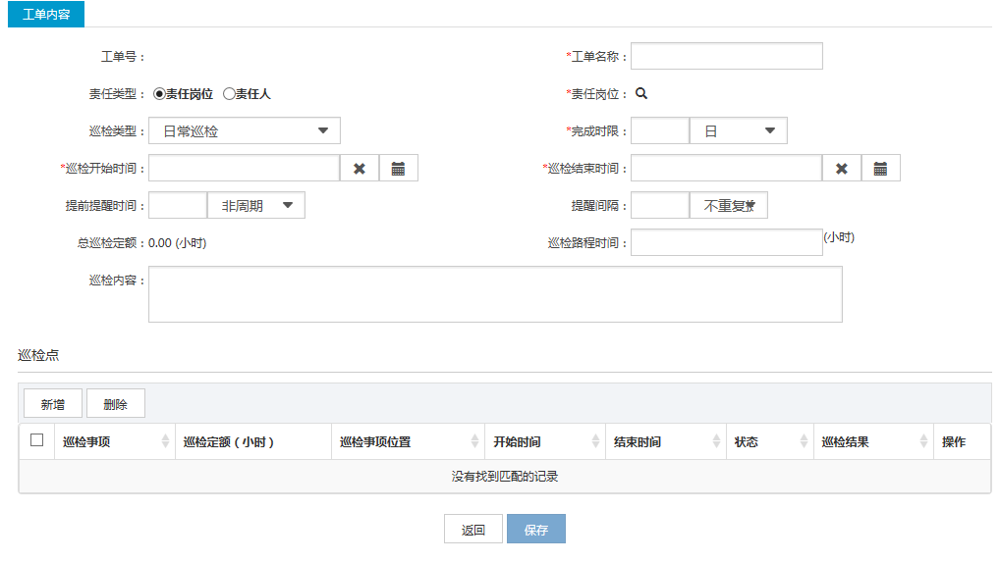 工单内容
工单号： *工单名称：
责任类型： 责任岗位 责任人 *责任岗位：
巡检类型： 日常巡检 *完成时限： 日
*巡检开始时间： *巡检结束时间：
提前提醒时间： 非周期 提醒间隔： 不重复
总巡检定额：0.00 (小时) 巡检路程时间： (小时)
巡检内容：
巡检点
新增 删除
巡检事项 巡检定额（小时） 巡检事项位置 开始时间 结束时间 状态 巡检结果 操作
没有找到匹配的记录
返回 保存